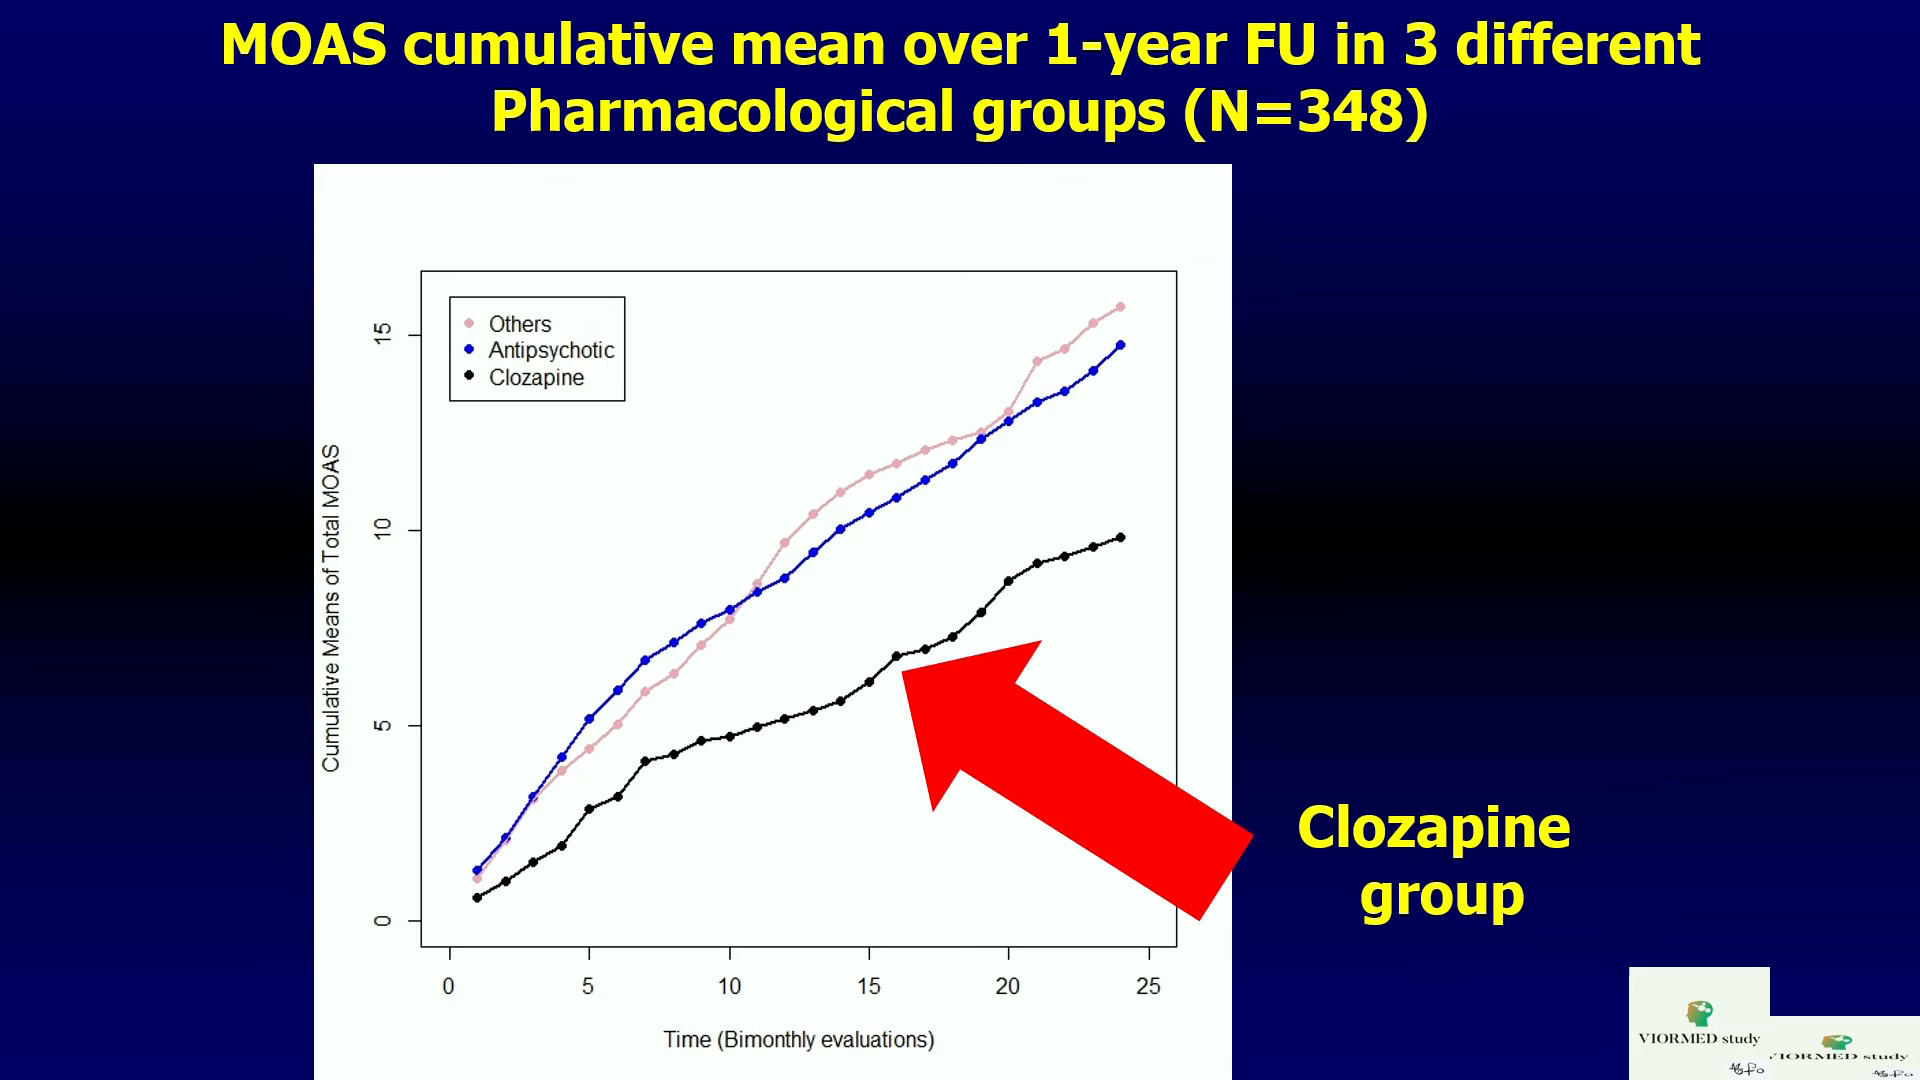 MOAS cumulative mean over 1-year FU in 3 different
Pharmacological groups (N=348)
Others
Antipsychotic
Clozapine
Cumulative Means of Total MOAS
15
10
5
0
0 5 10 15 20 25
Time (Bimonthly evaluations)
Clozapine
group
VIORMED study
VIORMED study